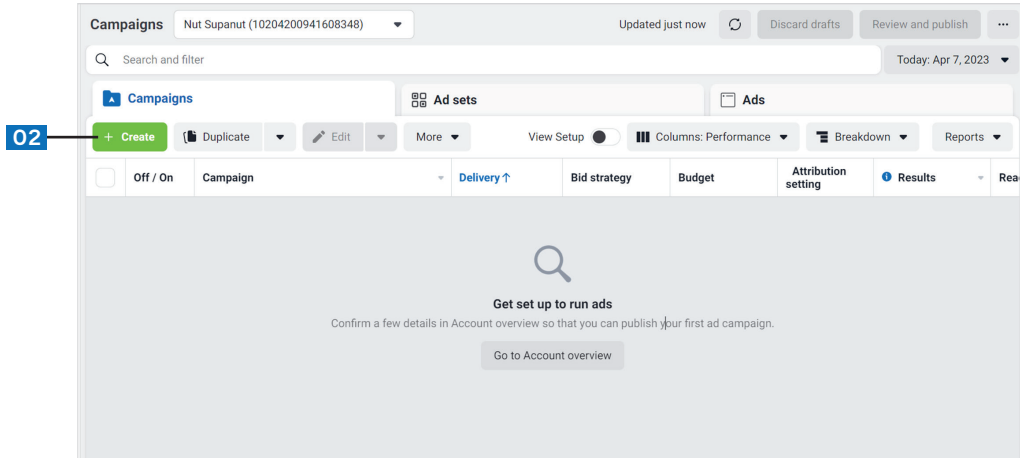 Campaigns Nut Supanut (10204200941608348) Updated just now Discard drafts Review and publish ...
Search and filter Today: Apr 7, 2023
Campaigns Ad sets Ads
02 + Create Duplicate Edit More View Setup Columns: Performance Breakdown Reports
Off / On Campaign Delivery ↑ Bid strategy Budget Attribution setting Results Rea
Get set up to run ads
Confirm a few details in Account overview so that you can publish your first ad campaign.
Go to Account overview